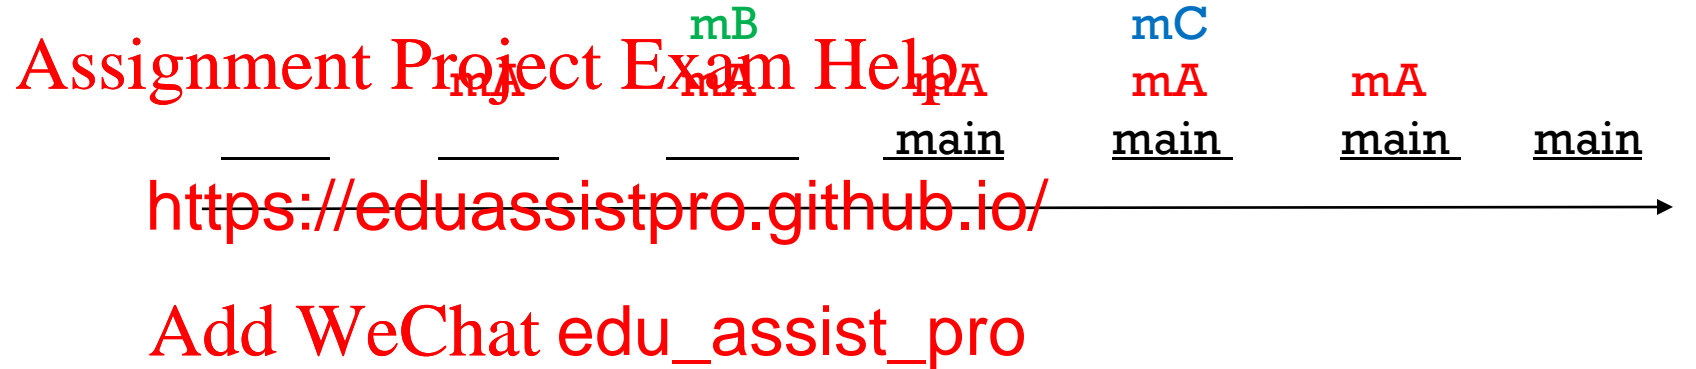 mB mC
Assignment Project Exam Help
mA mA mA mA mA
main main main main
https://eduassistpro.github.io/
Add WeChat edu_assist_pro